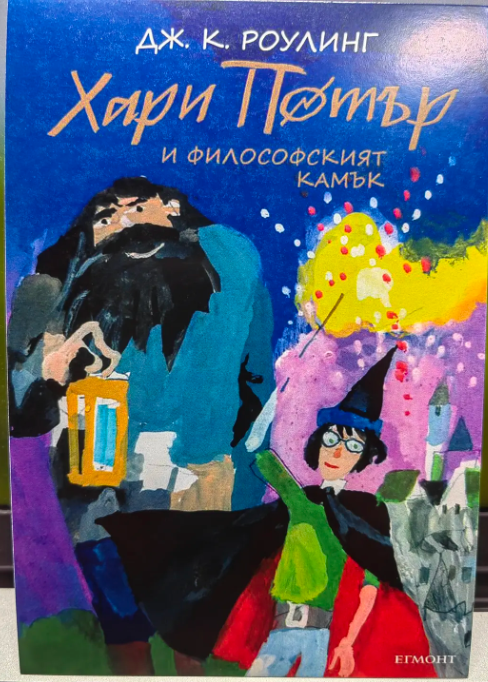 ДЖ. К. РОУЛИНГ
Хари Потър
и философският
камък
ЕГМОНТ